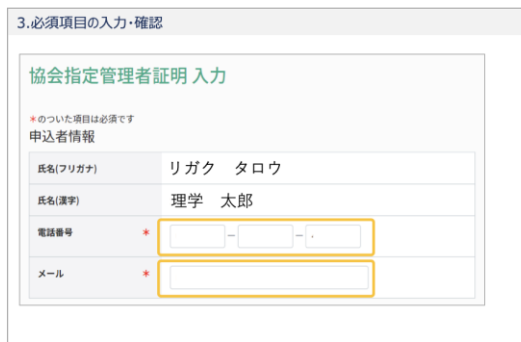 3.必須項目の入力・確認
協会指定管理者証明 入力
*のついた項目は必須です
申込者情報
氏名(フリガナ) リガク タロウ
氏名(漢字) 理学 太郎
電話番号 * - -
メール *